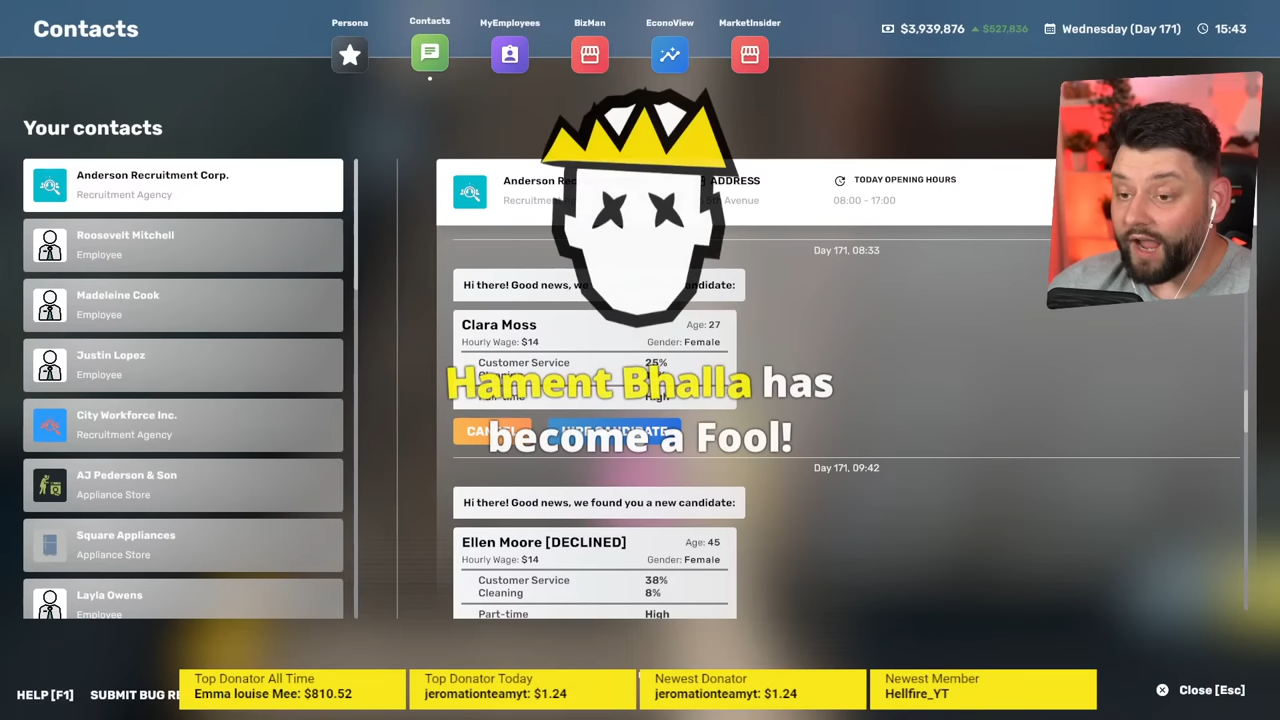 Contacts
Persona
Contacts
MyEmployees
BizMan
EconoView
MarketInsider
$3,939,876
$527,836
Wednesday (Day 171)
15:43
Your contacts
Anderson Recruitment Corp.
Recruitment Agency
Roosevelt Mitchell
Employee
Madeleine Cook
Employee
Justin Lopez
Employee
City Workforce Inc.
Recruitment Agency
AJ Pederson & Son
Appliance Store
Square Appliances
Appliance Store
Layla Owens
Employee
Anderson
ADDRESS
Avenue
TODAY OPENING HOURS
08:00 - 17:00
Day 171, 08:33
Hi there! Good news,
Clara Moss
Age: 27
Hourly Wage: $14
Gender: Female
Customer Service
25%
High
Hament Bhalla has
become a Fool!
HIRE CANDIDATE
Day 171, 09:42
Hi there! Good news, we found you a new candidate:
Ellen Moore [DECLINED]
Age: 45
Hourly Wage: $14
Gender: Female
Customer Service
38%
Cleaning
8%
Part-time
High
HELP [F1]
SUBMIT BUG
Top Donator All Time
Emma louise Mee: $810.52
Top Donator Today
jeromationteamyt: $1.24
Newest Donator
jeromationteamyt: $1.24
Newest Member
Hellfire_YT
Close [Esc]